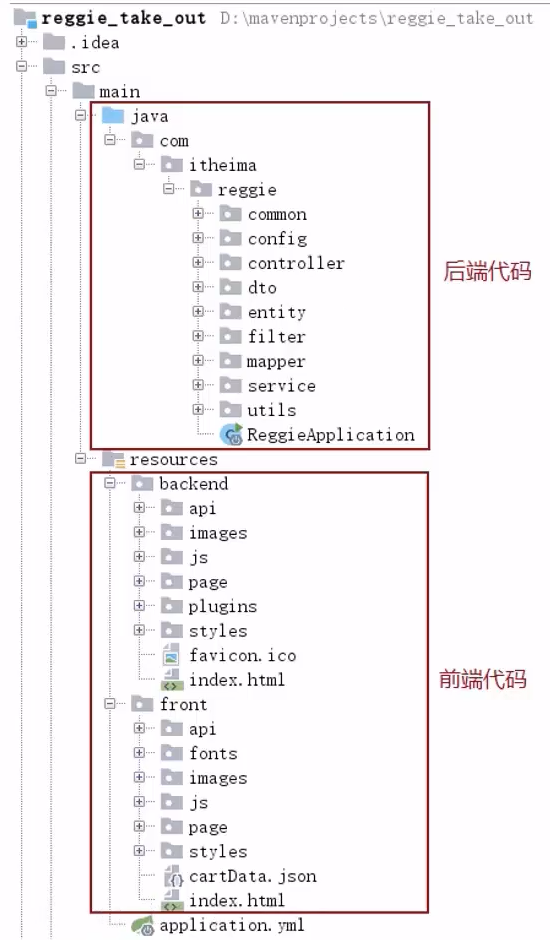 reggie_take_out D:\mavenprojects\reggie_take_out
.idea
src
main
java
com
itheima
reggie
common
config
controller
后端代码
dto
entity
filter
mapper
service
utils
ReggieApplication
resources
backend
api
images
js
page
plugins
styles
favicon.ico
index.html
前端代码
front
api
fonts
images
js
page
styles
cartData.json
index.html
application.yml